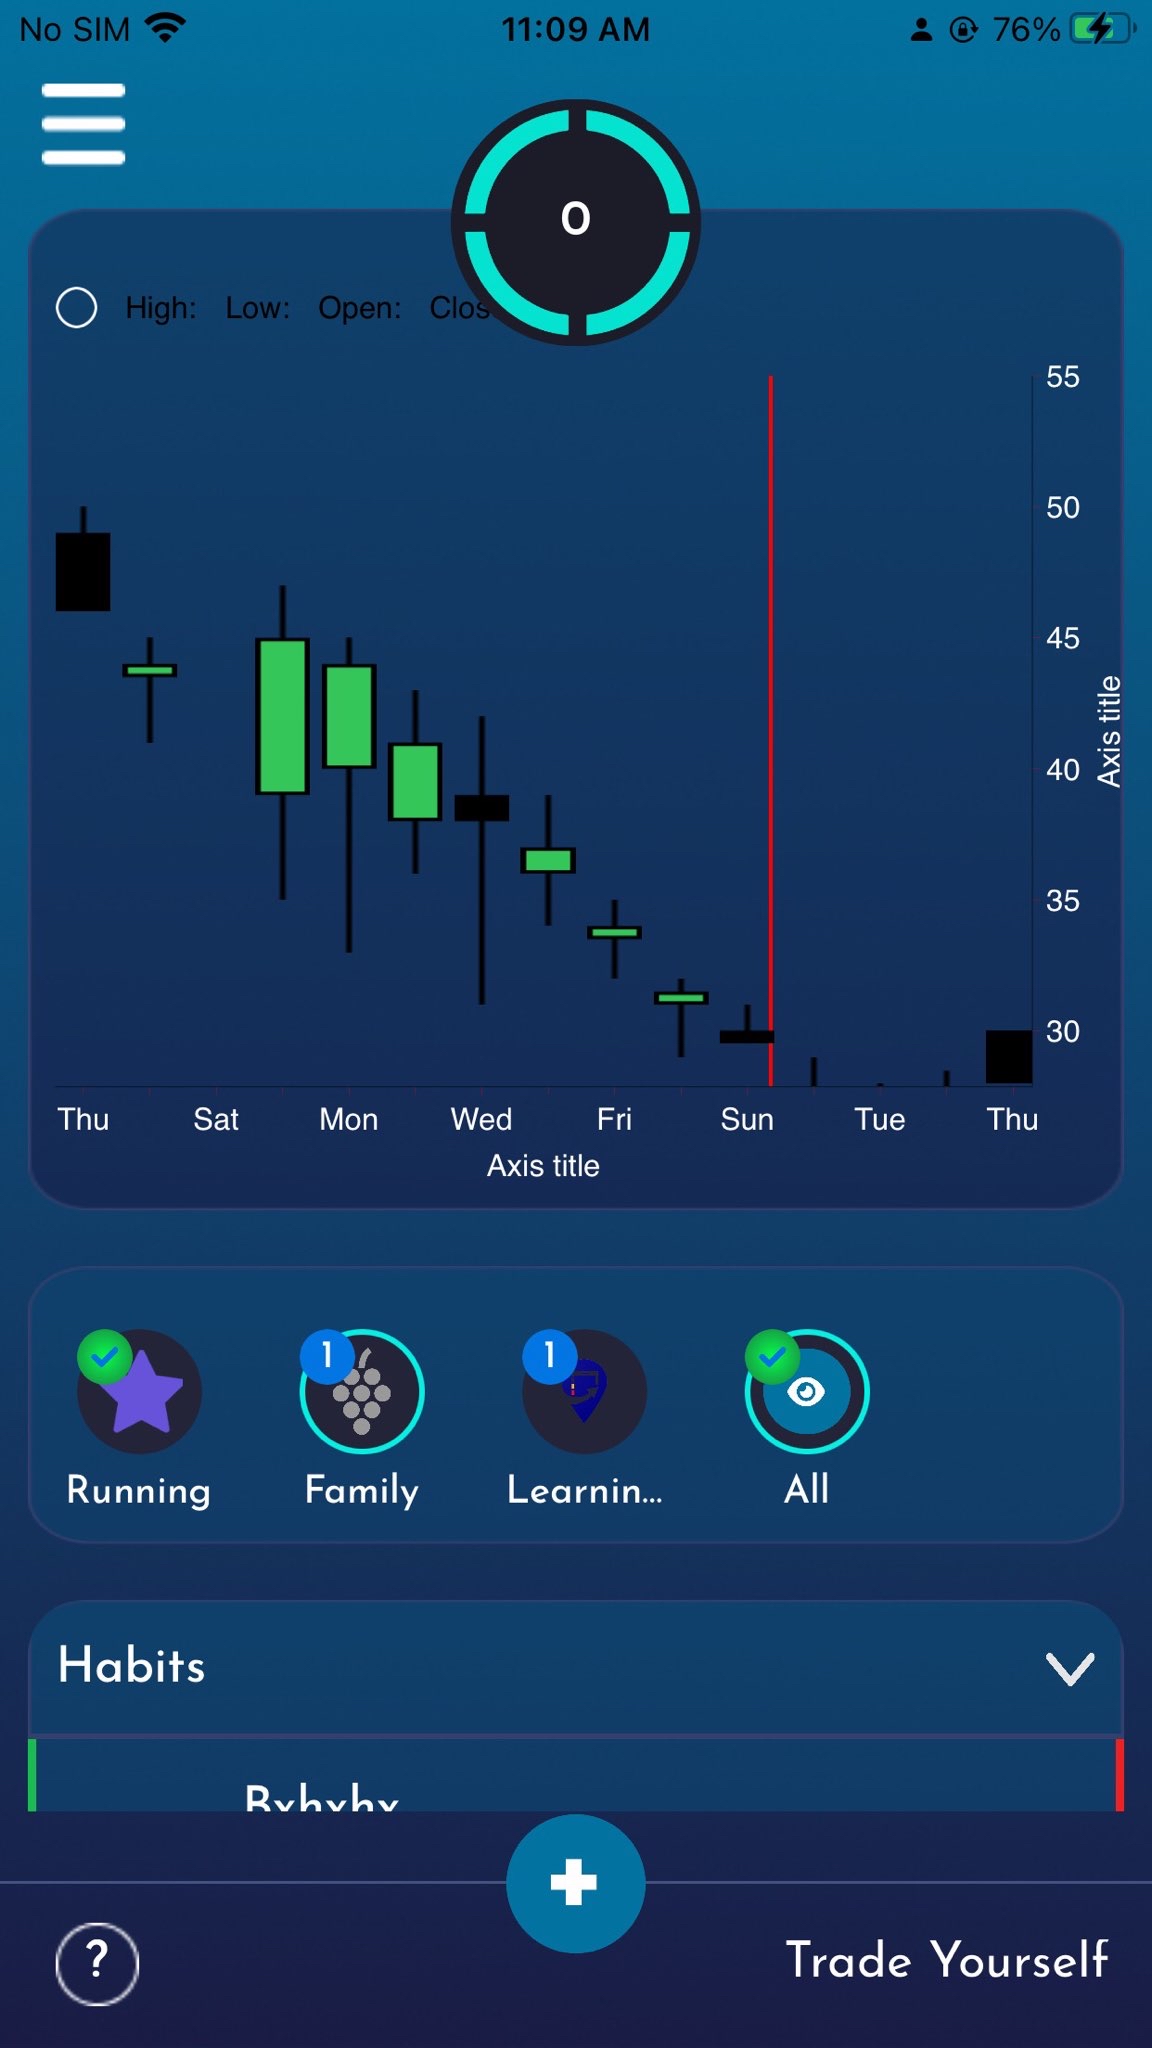 No SIM 11:09 AM 76%
0
High: Low: Open: Clos
55
50
45
40
35
30
Axis title
Thu Sat Mon Wed Fri Sun Tue Thu
Axis title
1 1
Running Family Learnin... All
Habits
Bxhxhx
? Trade Yourself